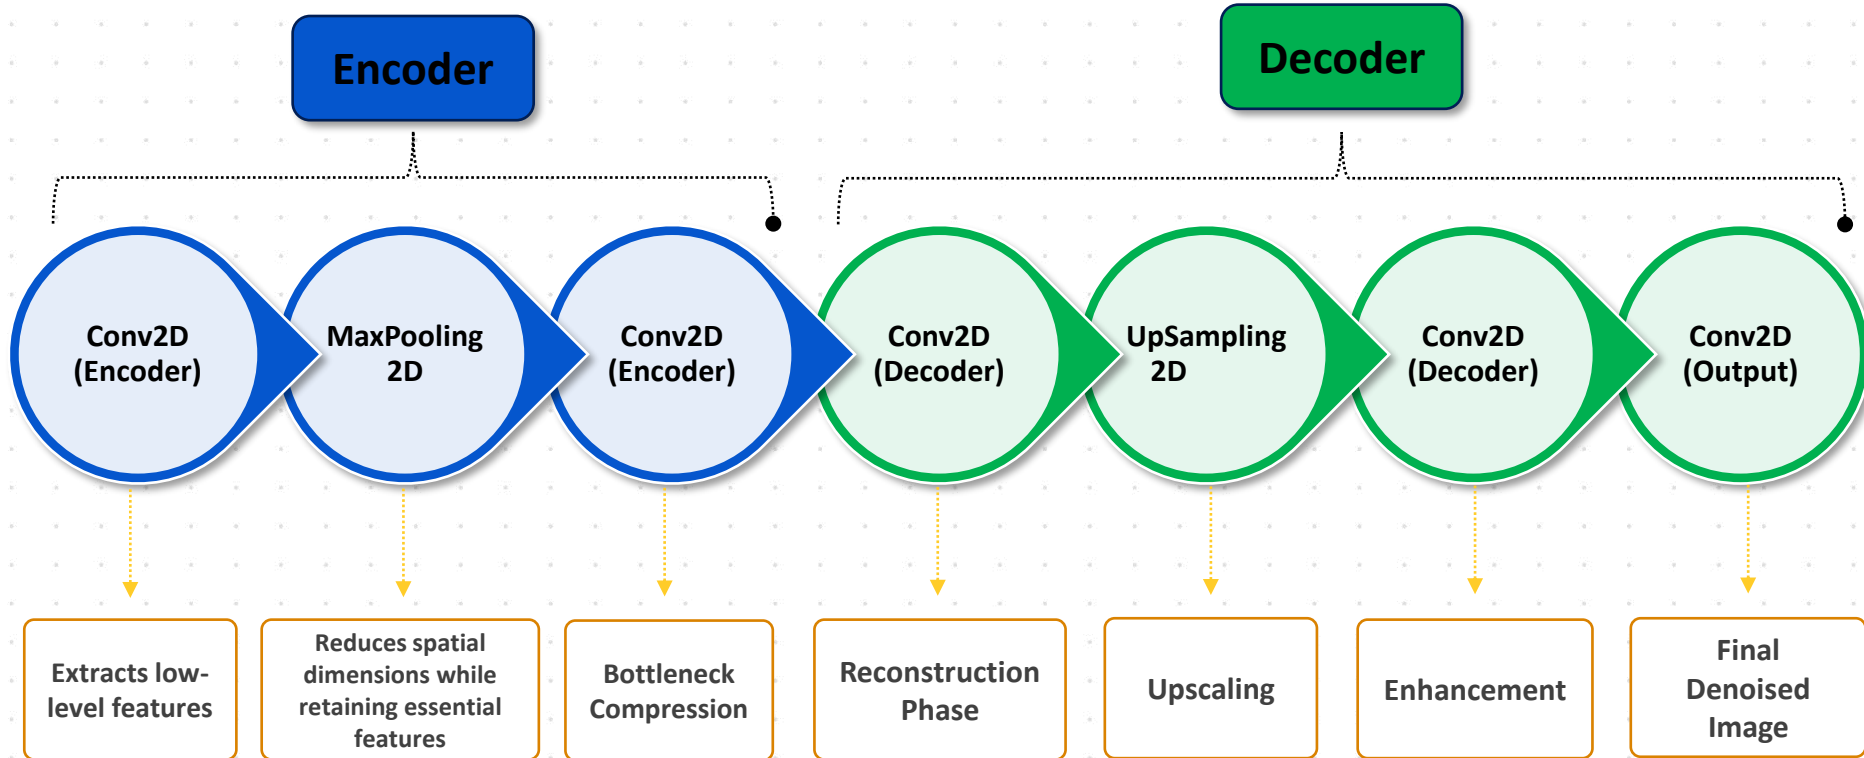 Encoder
Decoder
Conv2D
(Encoder)
MaxPooling
2D
Conv2D
(Encoder)
Conv2D
(Decoder)
UpSampling
2D
Conv2D
(Decoder)
Conv2D
(Output)
Extracts low-
level features
Reduces spatial
dimensions while
retaining essential
features
Bottleneck
Compression
Reconstruction
Phase
Upscaling
Enhancement
Final
Denoised
Image